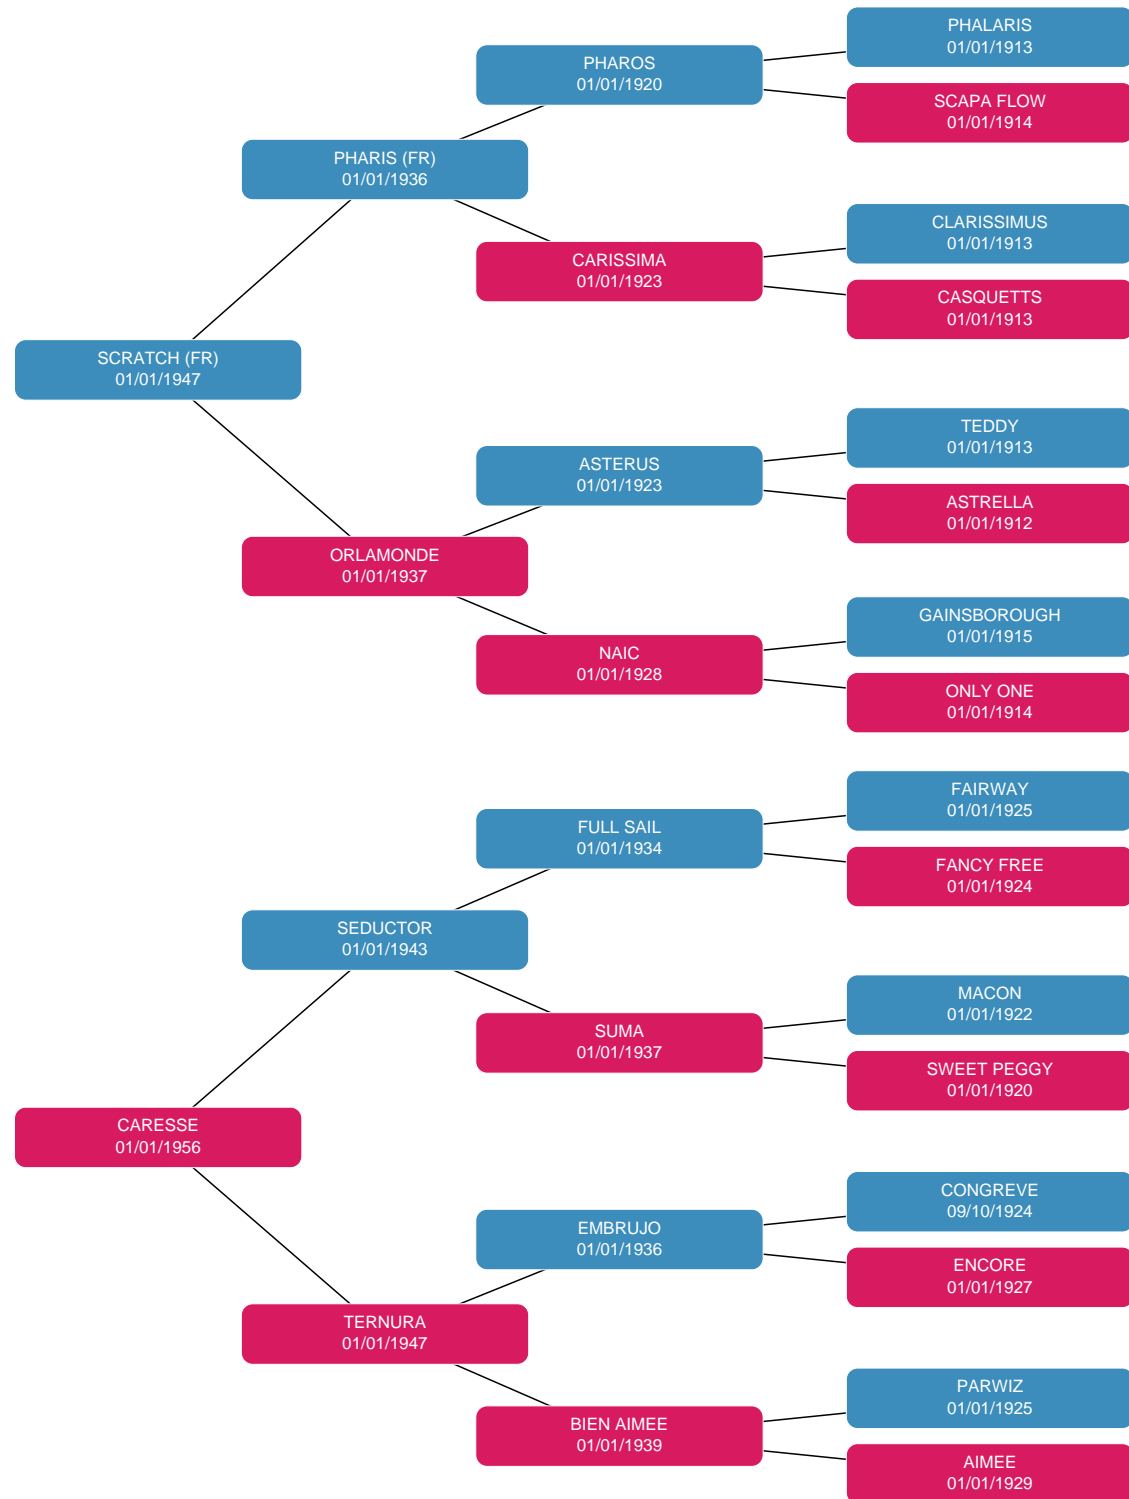 PHALARIS
01/01/1913
PHAROS
01/01/1920
SCAPA FLOW
01/01/1914
PHARIS (FR)
01/01/1936
CLARISSIMUS
01/01/1913
CARISSIMA
01/01/1923
CASQUETTS
01/01/1913
SCRATCH (FR)
01/01/1947
TEDDY
01/01/1913
ASTERUS
01/01/1923
ASTRELLA
01/01/1912
ORLAMONDE
01/01/1937
GAINSBOROUGH
01/01/1915
NAIC
01/01/1928
ONLY ONE
01/01/1914
FAIRWAY
01/01/1925
FULL SAIL
01/01/1934
FANCY FREE
01/01/1924
SEDUCTOR
01/01/1943
MACON
01/01/1922
SUMA
01/01/1937
SWEET PEGGY
01/01/1920
CARESSE
01/01/1956
CONGREVE
09/10/1924
EMBRUJO
01/01/1936
ENCORE
01/01/1927
TERNURA
01/01/1947
PARWIZ
01/01/1925
BIEN AIMEE
01/01/1939
AIMEE
01/01/1929